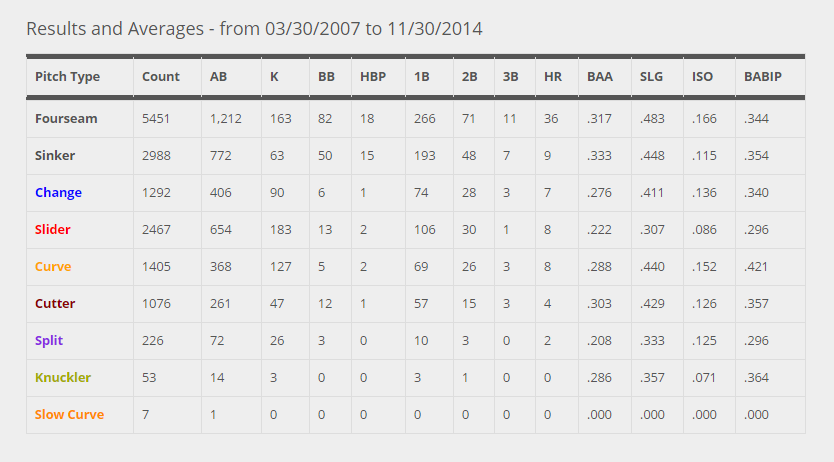 Results and Averages - from 03/30/2007 to 11/30/2014
Pitch Type Count AB K BB HBP 1B 2B 3B HR BAA SLG ISO BABIP
Fourseam 5451 1,212 163 82 18 266 71 11 36 .317 .483 .166 .344
Sinker 2988 772 63 50 15 193 48 7 9 .333 .448 .115 .354
Change 1292 406 90 6 1 74 28 3 7 .276 .411 .136 .340
Slider 2467 654 183 13 2 106 30 1 8 .222 .307 .086 .296
Curve 1405 368 127 5 2 69 26 3 8 .288 .440 .152 .421
Cutter 1076 261 47 12 1 57 15 3 4 .303 .429 .126 .357
Split 226 72 26 3 0 10 3 0 2 .208 .333 .125 .296
Knuckler 53 14 3 0 0 3 1 0 0 .286 .357 .071 .364
Slow Curve 7 1 0 0 0 0 0 0 0 .000 .000 .000 .000